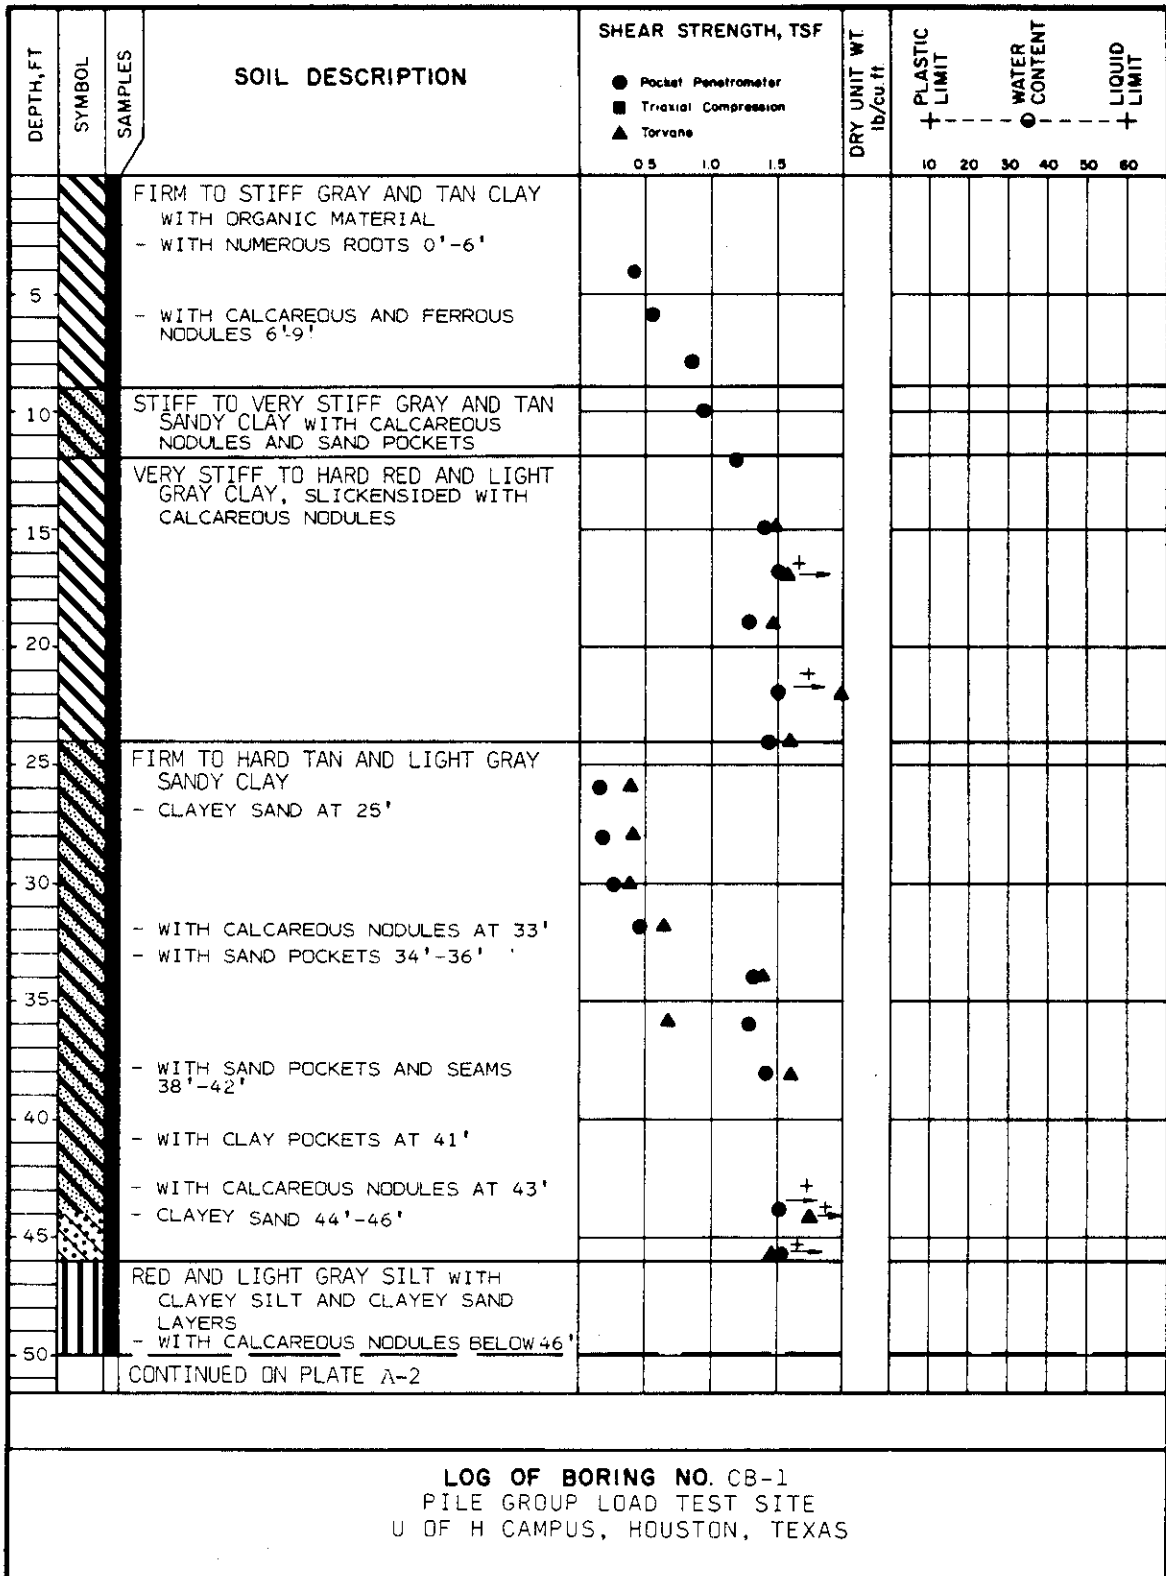 DEPTH, FT
SYMBOL
SAMPLES
SOIL DESCRIPTION
SHEAR STRENGTH, TSF
Pocket Penetrometer
Triaxial Compression
Torvane
0.5 1.0 1.5
DRY UNIT WT.
lb/cu.ft.
PLASTIC
LIMIT
WATER
CONTENT
LIQUID
LIMIT
10 20 30 40 50 60
FIRM TO STIFF GRAY AND TAN CLAY
WITH ORGANIC MATERIAL
- WITH NUMEROUS ROOTS 0'-6'
5
- WITH CALCAREOUS AND FERROUS
NODULES 6'-9'
10
STIFF TO VERY STIFF GRAY AND TAN
SANDY CLAY WITH CALCAREOUS
NODULES AND SAND POCKETS
VERY STIFF TO HARD RED AND LIGHT
GRAY CLAY, SLICKENSIDED WITH
CALCAREOUS NODULES
15
20
25
FIRM TO HARD TAN AND LIGHT GRAY
SANDY CLAY
- CLAYEY SAND AT 25'
30
- WITH CALCAREOUS NODULES AT 33'
- WITH SAND POCKETS 34'-36'
35
- WITH SAND POCKETS AND SEAMS
38'-42'
40
- WITH CLAY POCKETS AT 41'
- WITH CALCAREOUS NODULES AT 43'
- CLAYEY SAND 44'-46'
45
RED AND LIGHT GRAY SILT WITH
CLAYEY SILT AND CLAYEY SAND
LAYERS
- WITH CALCAREOUS NODULES BELOW 46'
50
CONTINUED ON PLATE A-2
LOG OF BORING NO. CB-1
PILE GROUP LOAD TEST SITE
U OF H CAMPUS, HOUSTON, TEXAS